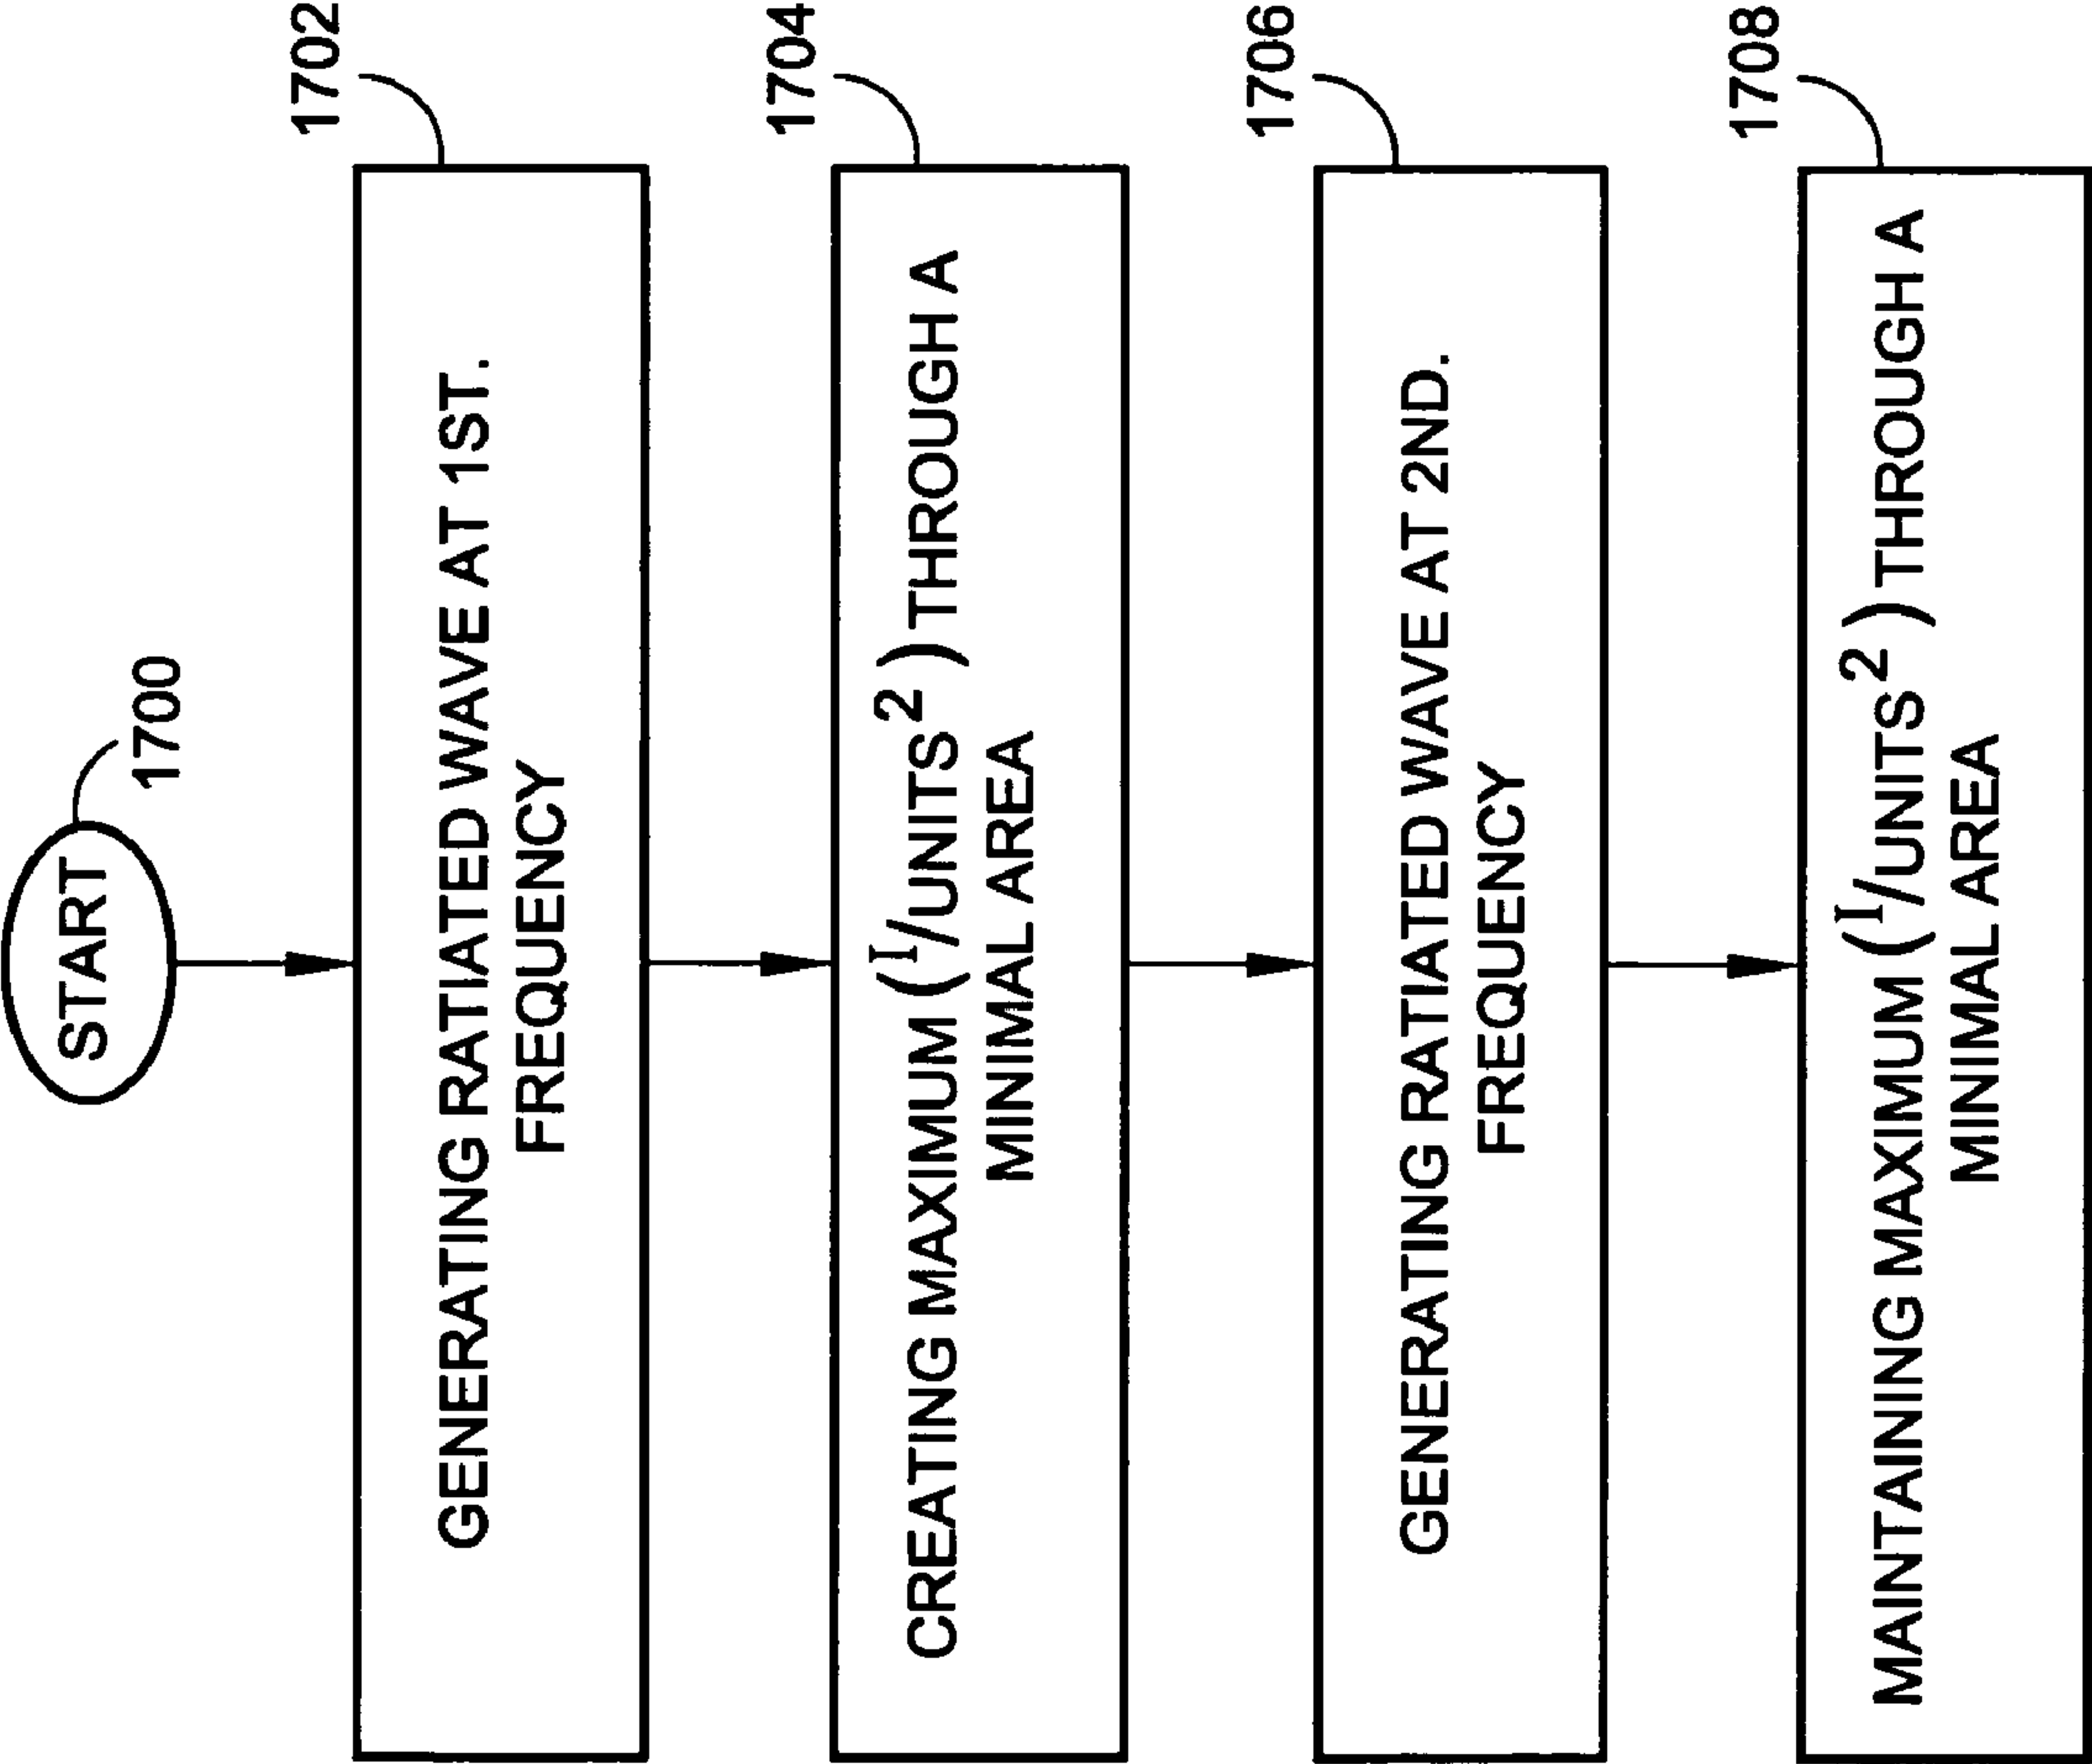 START
1700
1702
GENERATING RATIATED WAVE AT 1ST.
FREQUENCY
1704
CREATING MAXIMUM (I/UNITS²) THROUGH A
MINIMAL AREA
1706
GENERATING RATIATED WAVE AT 2ND.
FREQUENCY
1708
MAINTAINING MAXIMUM (I/UNITS²) THROUGH A
MINIMAL AREA